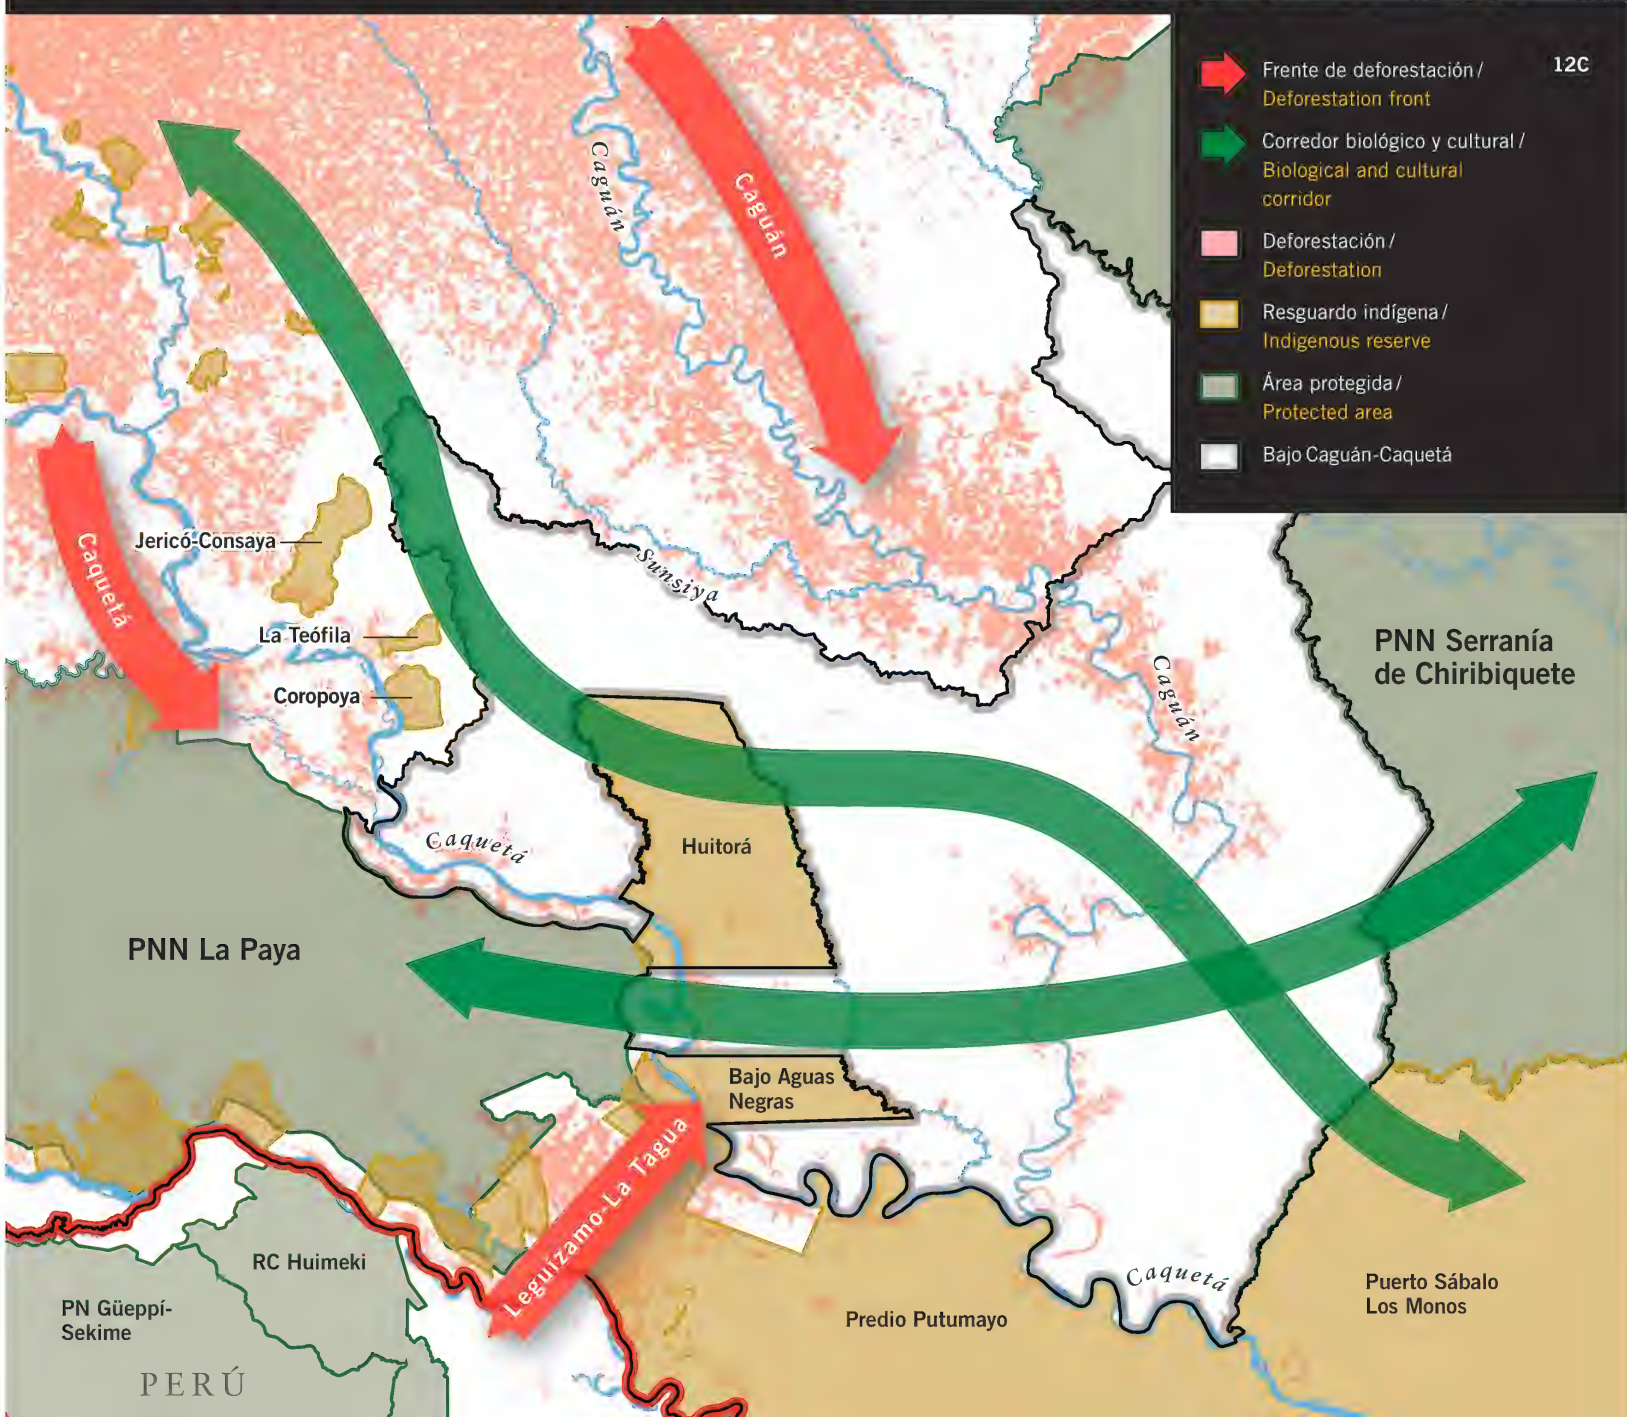 12C
Frente de deforestación /
Deforestation front
Corredor biológico y cultural /
Biological and cultural
corridor
Deforestación /
Deforestation
Resguardo indígena /
Indigenous reserve
Área protegida /
Protected area
Bajo Caguán-Caquetá
Caguán
Caguán
Caquetá
Jericó-Consaya
La Teófila
Coropoya
Sunsiya
Caguán
PNN Serranía
de Chiribiquete
Caquetá
Huitorá
PNN La Paya
Bajo Aguas
Negras
Leguizamo-La Tagua
RC Huimeki
PN Güeppí-
Sekime
PERÚ
Predio Putumayo
Caquetá
Puerto Sábalo
Los Monos